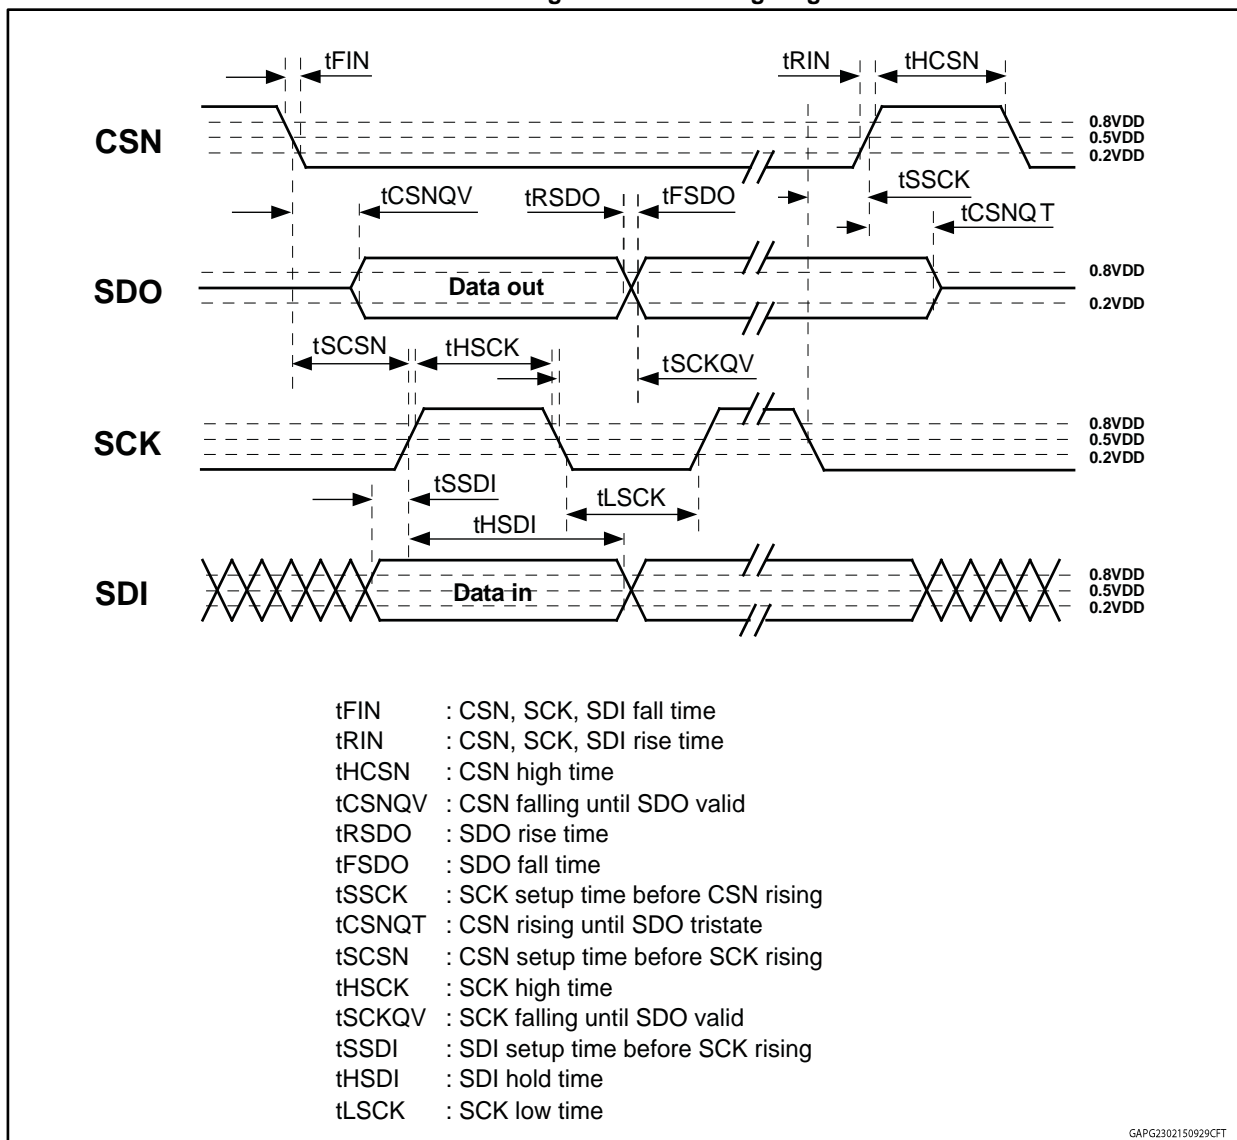 tFIN
tRIN
tHCSN
CSN
0.8VDD
0.5VDD
0.2VDD
tCSNQV
tRSDO
tFSDO
tSSCK
tCSNQT
SDO
Data out
0.8VDD
0.2VDD
tSCSN
tHSCK
tSCKQV
SCK
0.8VDD
0.5VDD
0.2VDD
tSSDI
tLSCK
tHSDI
SDI
Data in
0.8VDD
0.5VDD
0.2VDD
tFIN : CSN, SCK, SDI fall time
tRIN : CSN, SCK, SDI rise time
tHCSN : CSN high time
tCSNQV : CSN falling until SDO valid
tRSDO : SDO rise time
tFSDO : SDO fall time
tSSCK : SCK setup time before CSN rising
tCSNQT : CSN rising until SDO tristate
tSCSN : CSN setup time before SCK rising
tHSCK : SCK high time
tSCKQV : SCK falling until SDO valid
tSSDI : SDI setup time before SCK rising
tHSDI : SDI hold time
tLSCK : SCK low time
GAPG2302150929CFT